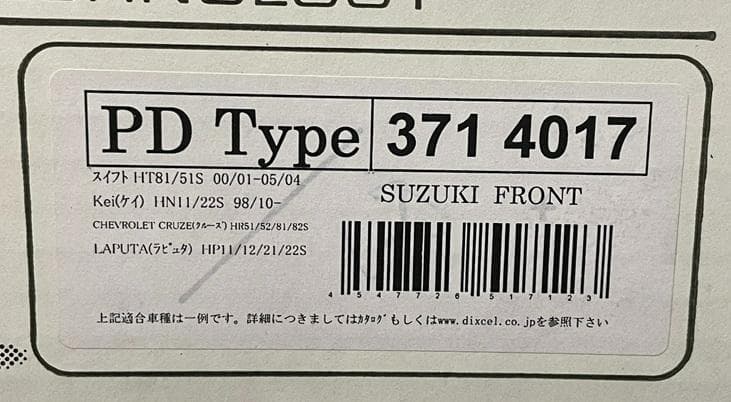 PD Type 371 4017
スイフト HT81/51S 00/01-05/04
Kei(ケイ) HN11/22S 98/10-
CHEVROLET CRUZE(クルーズ) HR51/52/81/82S
LAPUTA(ラピュタ) HP11/12/21/22S
SUZUKI FRONT
4547726517123
上記適合車種は一例です。詳細につきましてはカタログもしくはwww.dixcel.co.jpを参照下さい